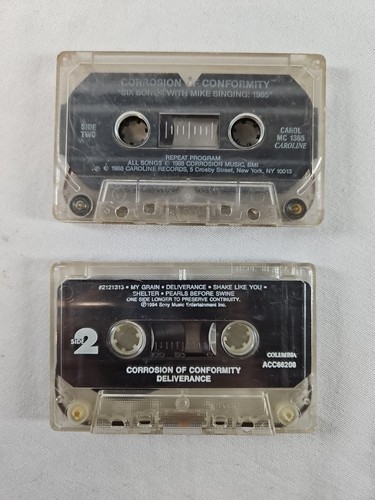 CORROSION OF CONFORMITY
"SIX SONGS WITH MIKE SINGING: 1985"
SIDE
TWO
CAROL
MC 1365
CAROLINE
REPEAT PROGRAM
ALL SONGS © 1988 CORROSION MUSIC, BMI
℗ © 1988 CAROLINE RECORDS, 5 Crosby Street, New York, NY 10013
#2121313 • MY GRAIN • DELIVERANCE • SHAKE LIKE YOU •
SHELTER • PEARLS BEFORE SWINE
ONE SIDE LONGER TO PRESERVE CONTINUITY.
℗1994 Sony Music Entertainment Inc.
SIDE 2
COLUMBIA
ACC66208
CORROSION OF CONFORMITY
DELIVERANCE